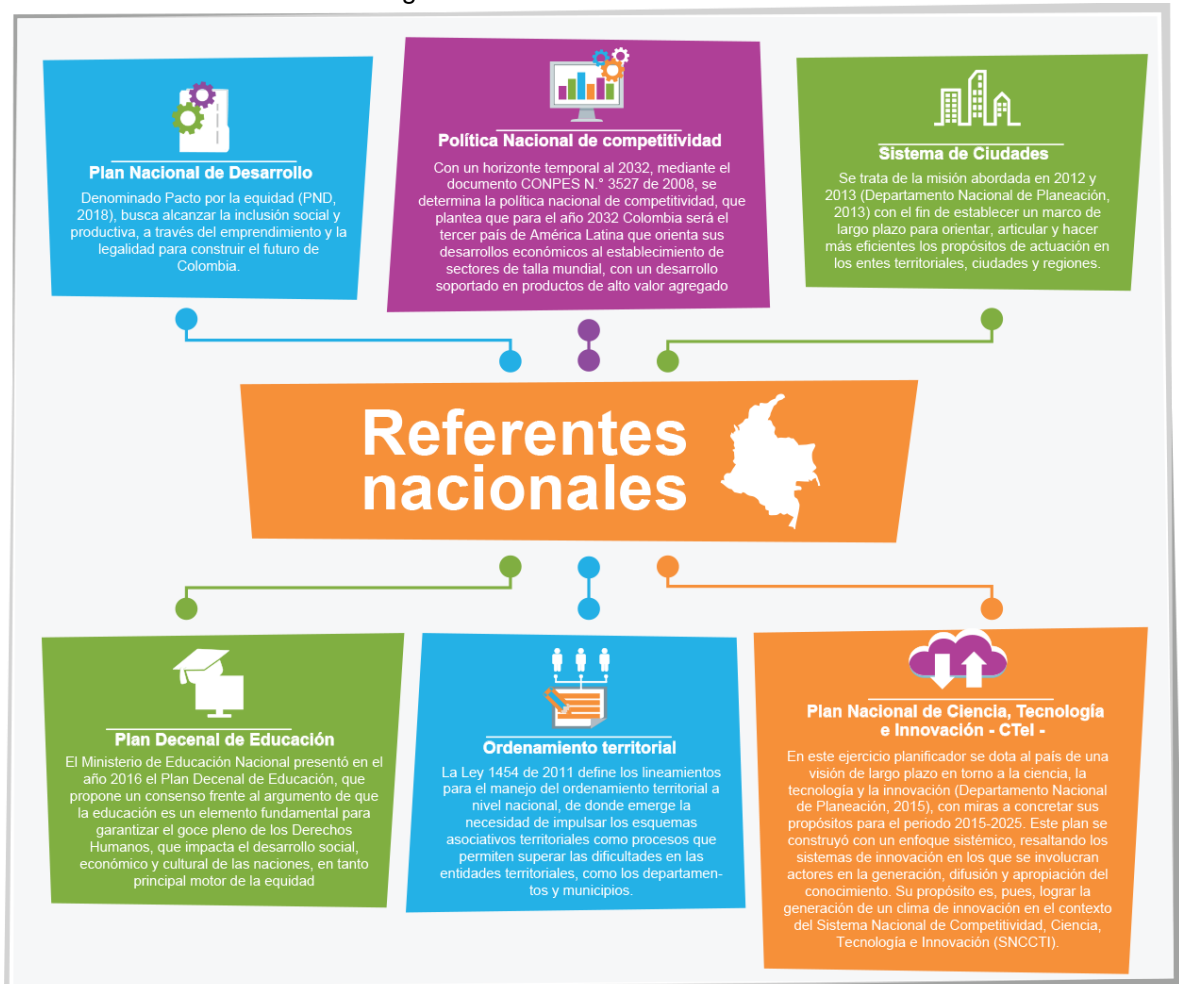 Plan Nacional de Desarrollo
Denominado Pacto por la equidad (PND,
2018), busca alcanzar la inclusión social y
productiva, a través del emprendimiento y la
legalidad para construir el futuro de
Colombia.
Política Nacional de competitividad
Con un horizonte temporal al 2032, mediante el
documento CONPES N.° 3527 de 2008, se
determina la política nacional de competitividad, que
plantea que para el año 2032 Colombia será el
tercer país de América Latina que orienta sus
desarrollos económicos al establecimiento de
sectores de talla mundial, con un desarrollo
soportado en productos de alto valor agregado
Sistema de Ciudades
Se trata de la misión abordada en 2012 y
2013 (Departamento Nacional de Planeación,
2013) con el fin de establecer un marco de
largo plazo para orientar, articular y hacer
más eficientes los propósitos de actuación en
los entes territoriales, ciudades y regiones.
Referentes
nacionales
Plan Decenal de Educación
El Ministerio de Educación Nacional presentó en el
año 2016 el Plan Decenal de Educación, que
propone un consenso frente al argumento de que
la educación es un elemento fundamental para
garantizar el goce pleno de los Derechos
Humanos, que impacta el desarrollo social,
económico y cultural de las naciones, en tanto
principal motor de la equidad
Ordenamiento territorial
La Ley 1454 de 2011 define los lineamientos
para el manejo del ordenamiento territorial a
nivel nacional, de donde emerge la
necesidad de impulsar los esquemas
asociativos territoriales como procesos que
permiten superar las dificultades en las
entidades territoriales, como los departamen-
tos y municipios.
Plan Nacional de Ciencia, Tecnología
e Innovación - CTeI -
En este ejercicio planificador se dota al país de una
visión de largo plazo en torno a la ciencia, la
tecnología y la innovación (Departamento Nacional
de Planeación, 2015), con miras a concretar sus
propósitos para el periodo 2015-2025. Este plan se
construyó con un enfoque sistémico, resaltando los
sistemas de innovación en los que se involucran
actores en la generación, difusión y apropiación del
conocimiento. Su propósito es, pues, lograr la
generación de un clima de innovación en el contexto
del Sistema Nacional de Competitividad, Ciencia,
Tecnología e Innovación (SNCCTI).